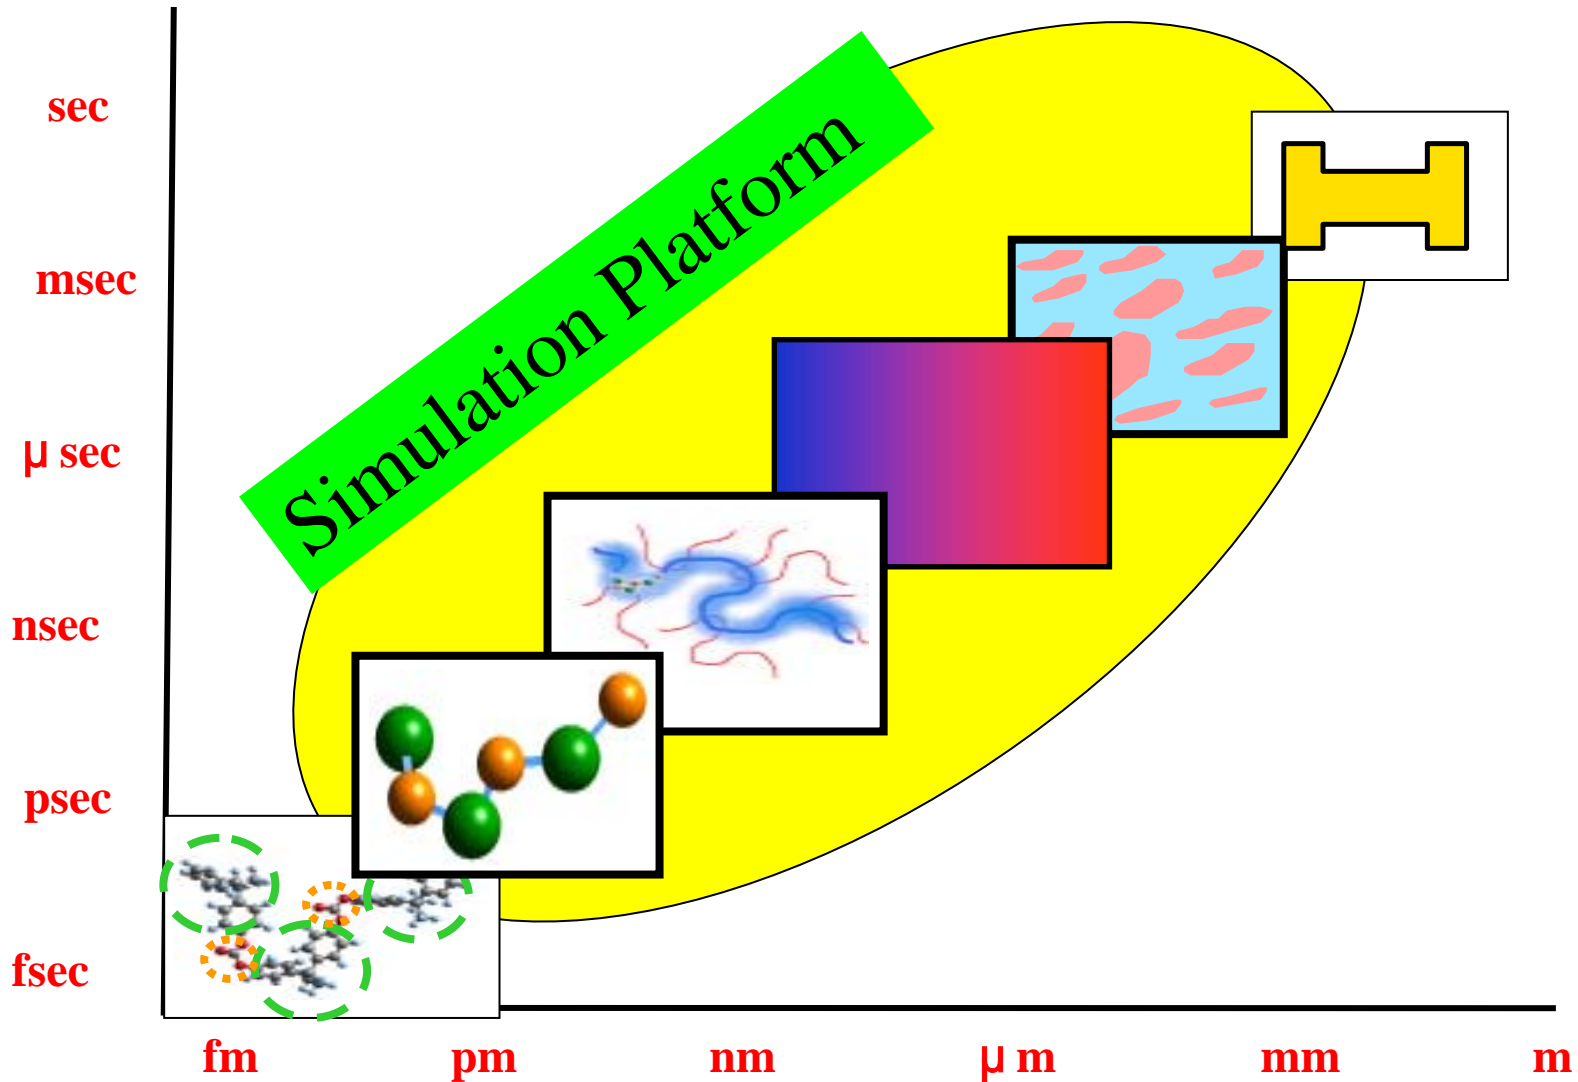 sec
Simulation Platform
msec
μ sec
nsec
psec
fsec
fm pm nm μ m mm m